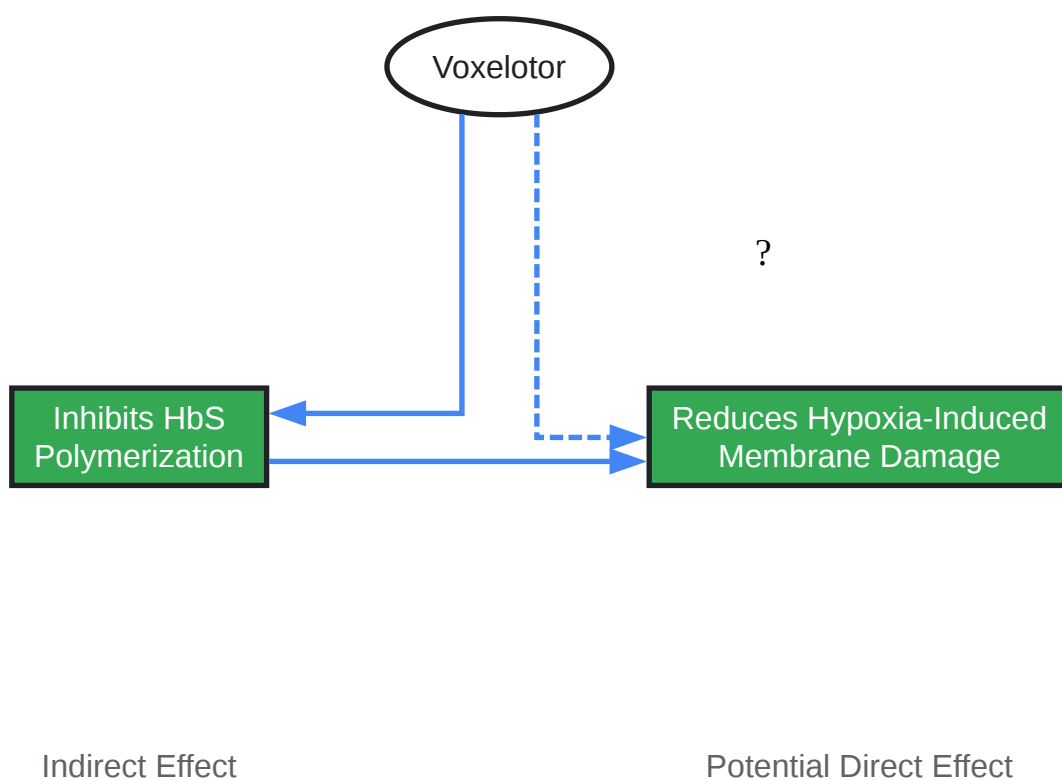 Voxelotor
?
Inhibits HbS
Polymerization
Reduces Hypoxia-Induced
Membrane Damage
Indirect Effect
Potential Direct Effect